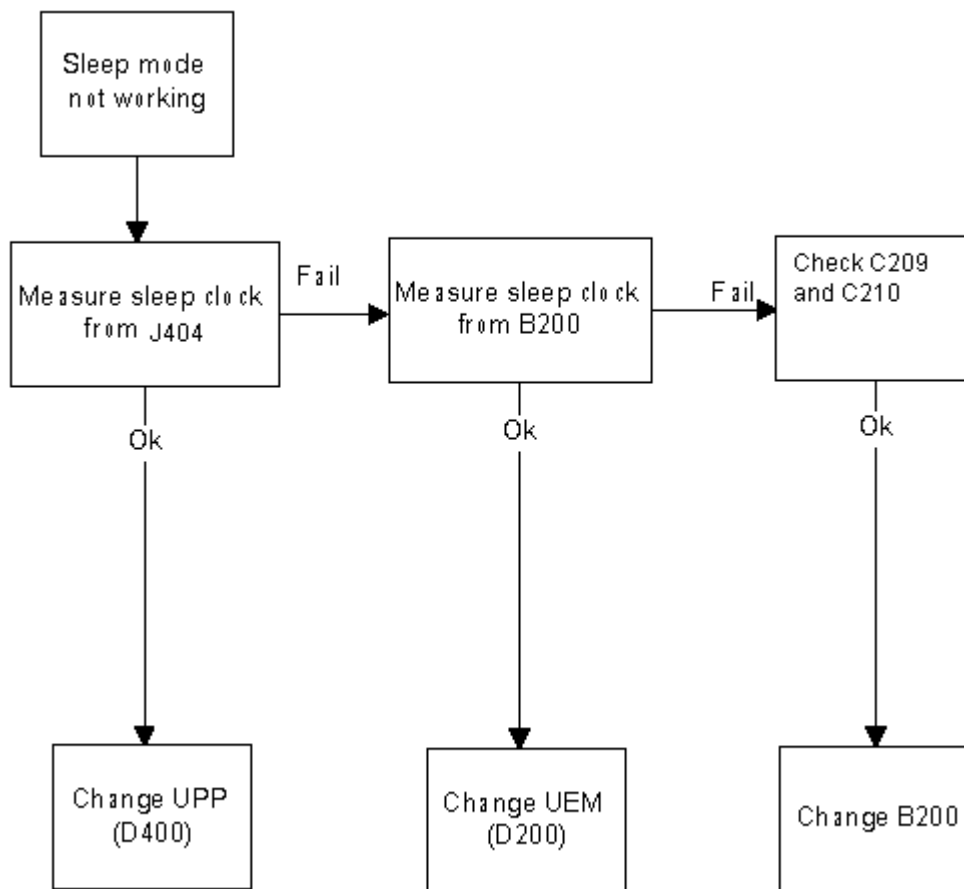 Sleep mode
not working
Measure sleep clock
from J404
Fail
Measure sleep clock
from B200
Fail
Check C209
and C210
Ok
Ok
Ok
Change UPP
(D400)
Change UEM
(D200)
Change B200